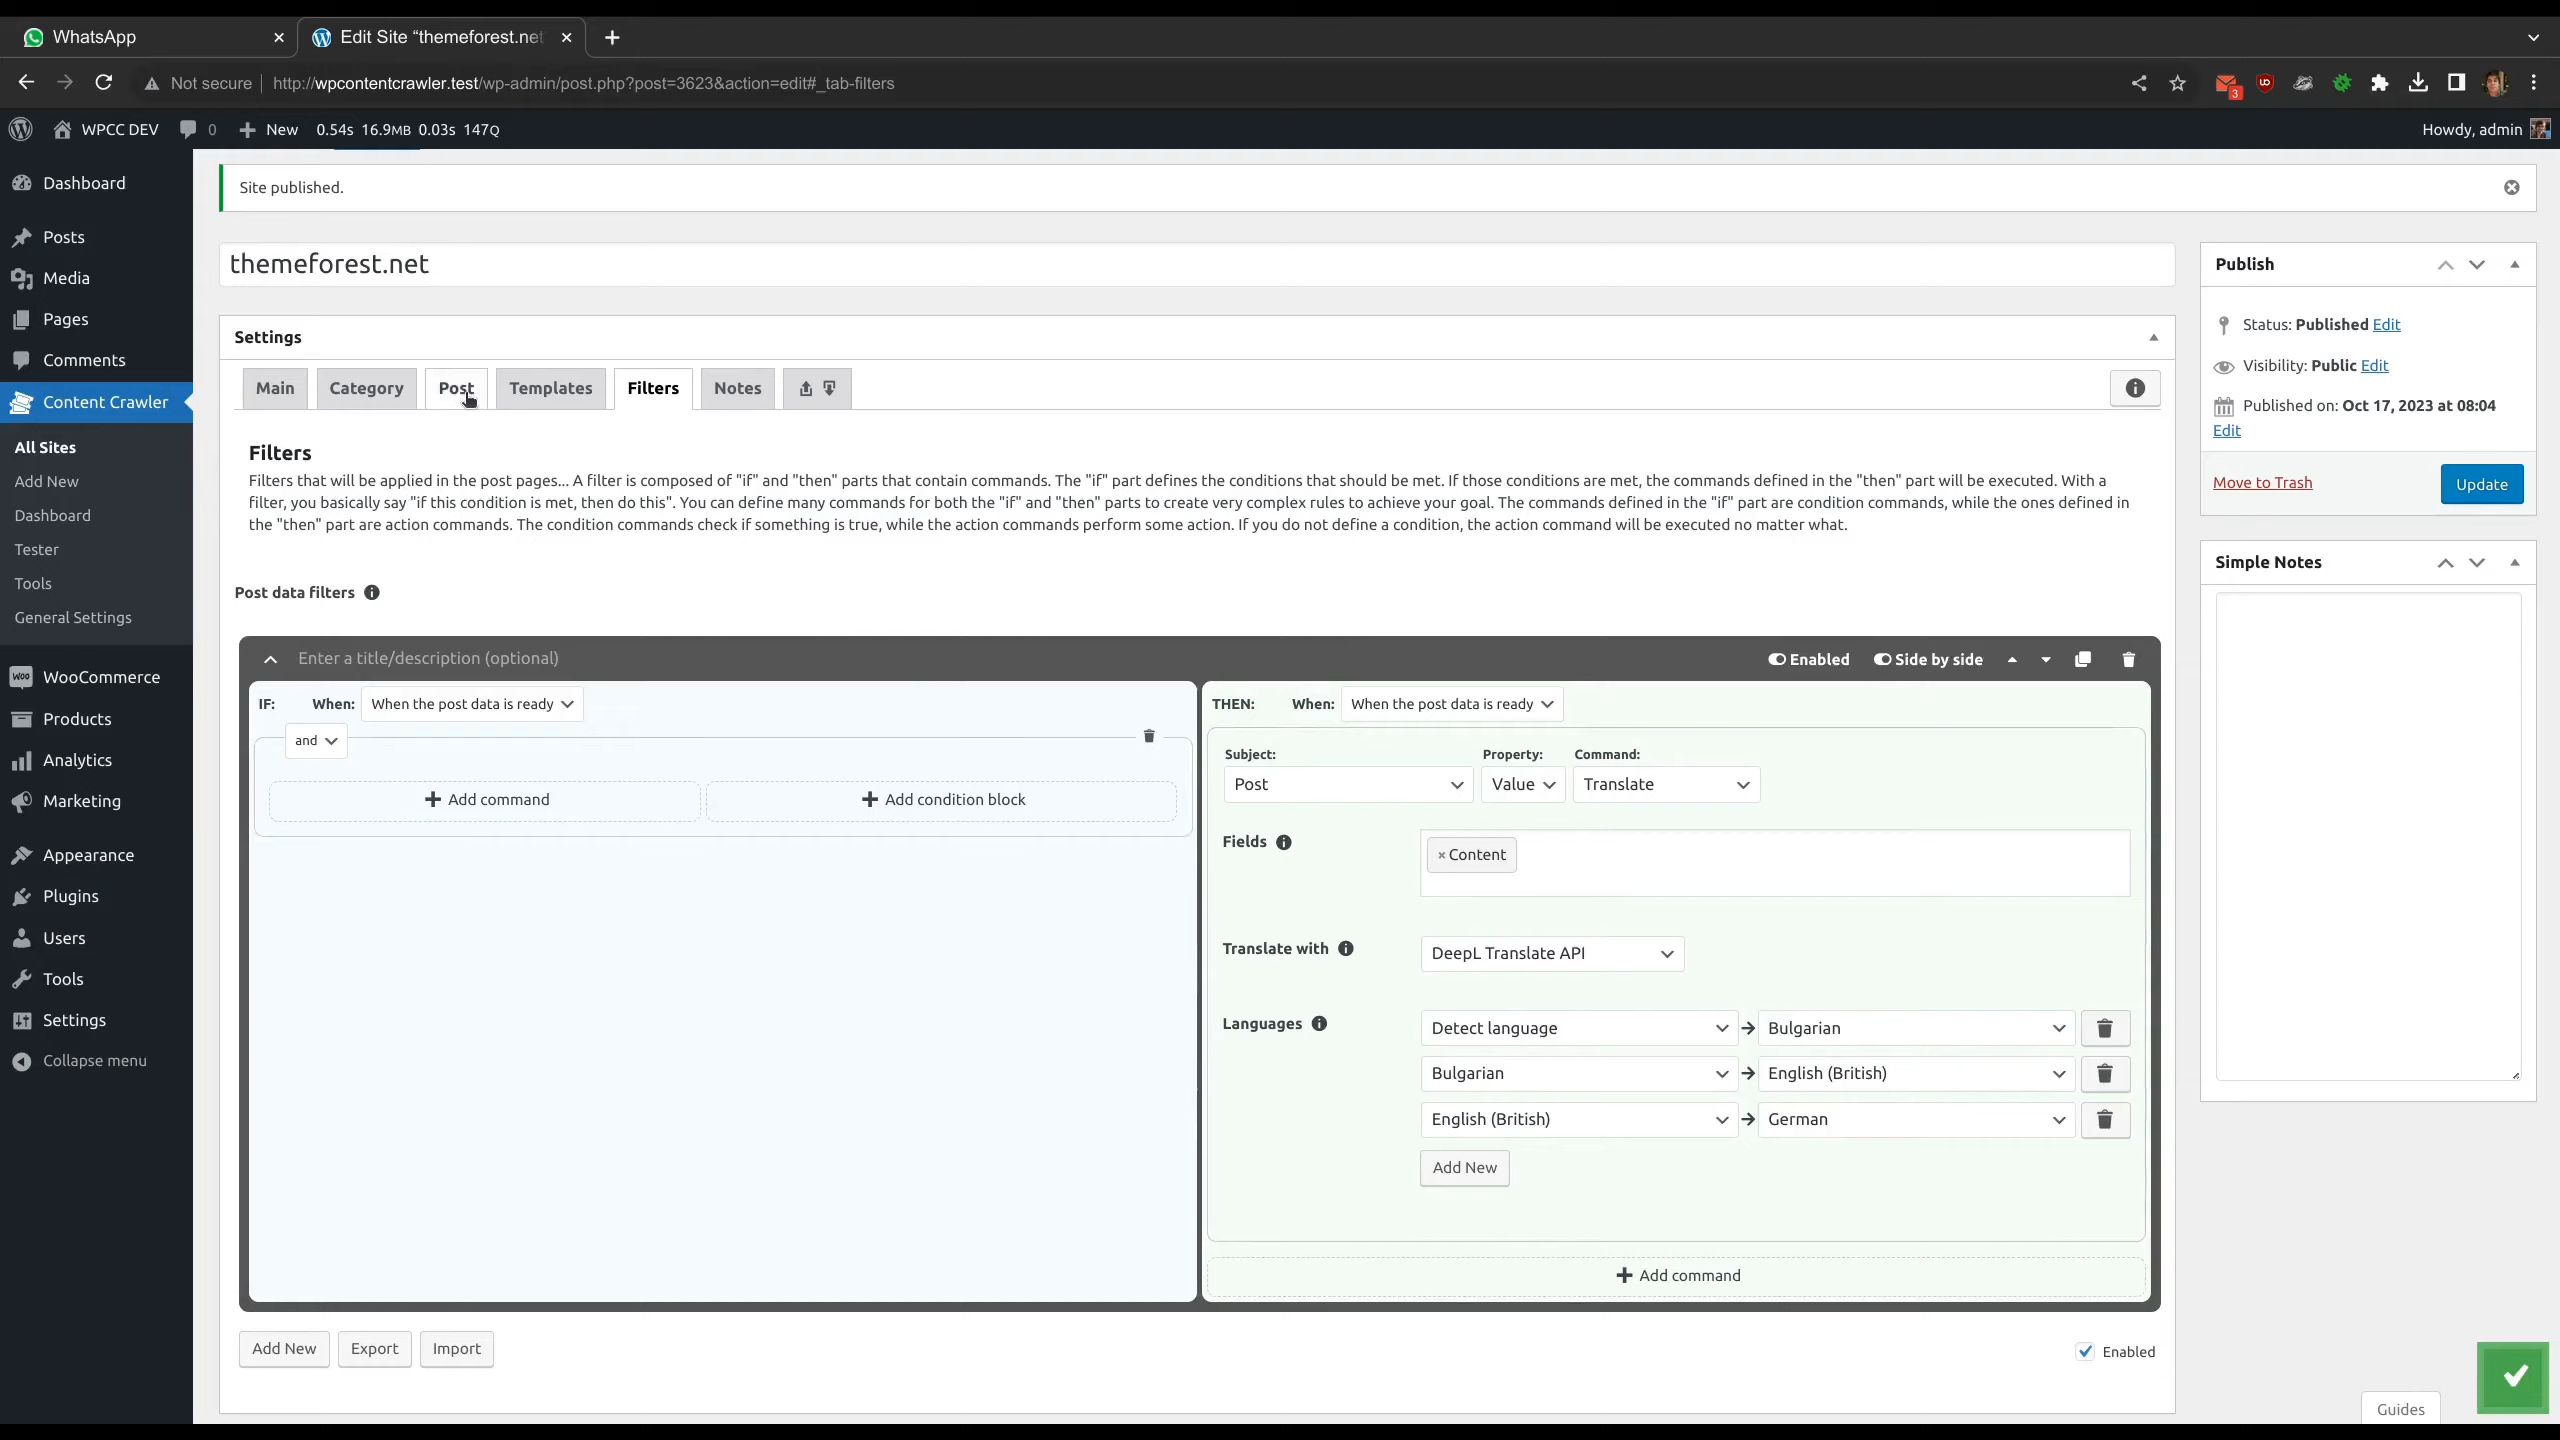 WhatsApp
Edit Site “themeforest.net
Not secure
http://wpcontentcrawler.test/wp-admin/post.php?post=3623&action=edit#_tab-filters
3
WPCC DEV
0
New
0.54s 16.9MB 0.03s 147Q
Howdy, admin
Dashboard
Posts
Media
Pages
Comments
Content Crawler
All Sites
Add New
Dashboard
Tester
Tools
General Settings
WooCommerce
Products
Analytics
Marketing
Appearance
Plugins
Users
Tools
Settings
Collapse menu
Site published.
themeforest.net
Settings
Main
Category
Post
Templates
Filters
Notes
Filters
Filters that will be applied in the post pages... A filter is composed of "if" and "then" parts that contain commands. The "if" part defines the conditions that should be met. If those conditions are met, the commands defined in the "then" part will be executed. With a
filter, you basically say "if this condition is met, then do this". You can define many commands for both the "if" and "then" parts to create very complex rules to achieve your goal. The commands defined in the "if" part are condition commands, while the ones defined in
the "then" part are action commands. The condition commands check if something is true, while the action commands perform some action. If you do not define a condition, the action command will be executed no matter what.
Post data filters
Enter a title/description (optional)
Enabled
Side by side
IF:
When:
When the post data is ready
and
Add command
Add condition block
THEN:
When:
When the post data is ready
Subject:
Property:
Command:
Post
Value
Translate
Fields
× Content
Translate with
DeepL Translate API
Languages
Detect language
Bulgarian
Bulgarian
English (British)
English (British)
German
Add New
Add command
Add New
Export
Import
Enabled
Publish
Status: Published Edit
Visibility: Public Edit
Published on: Oct 17, 2023 at 08:04
Edit
Move to Trash
Update
Simple Notes
Guides